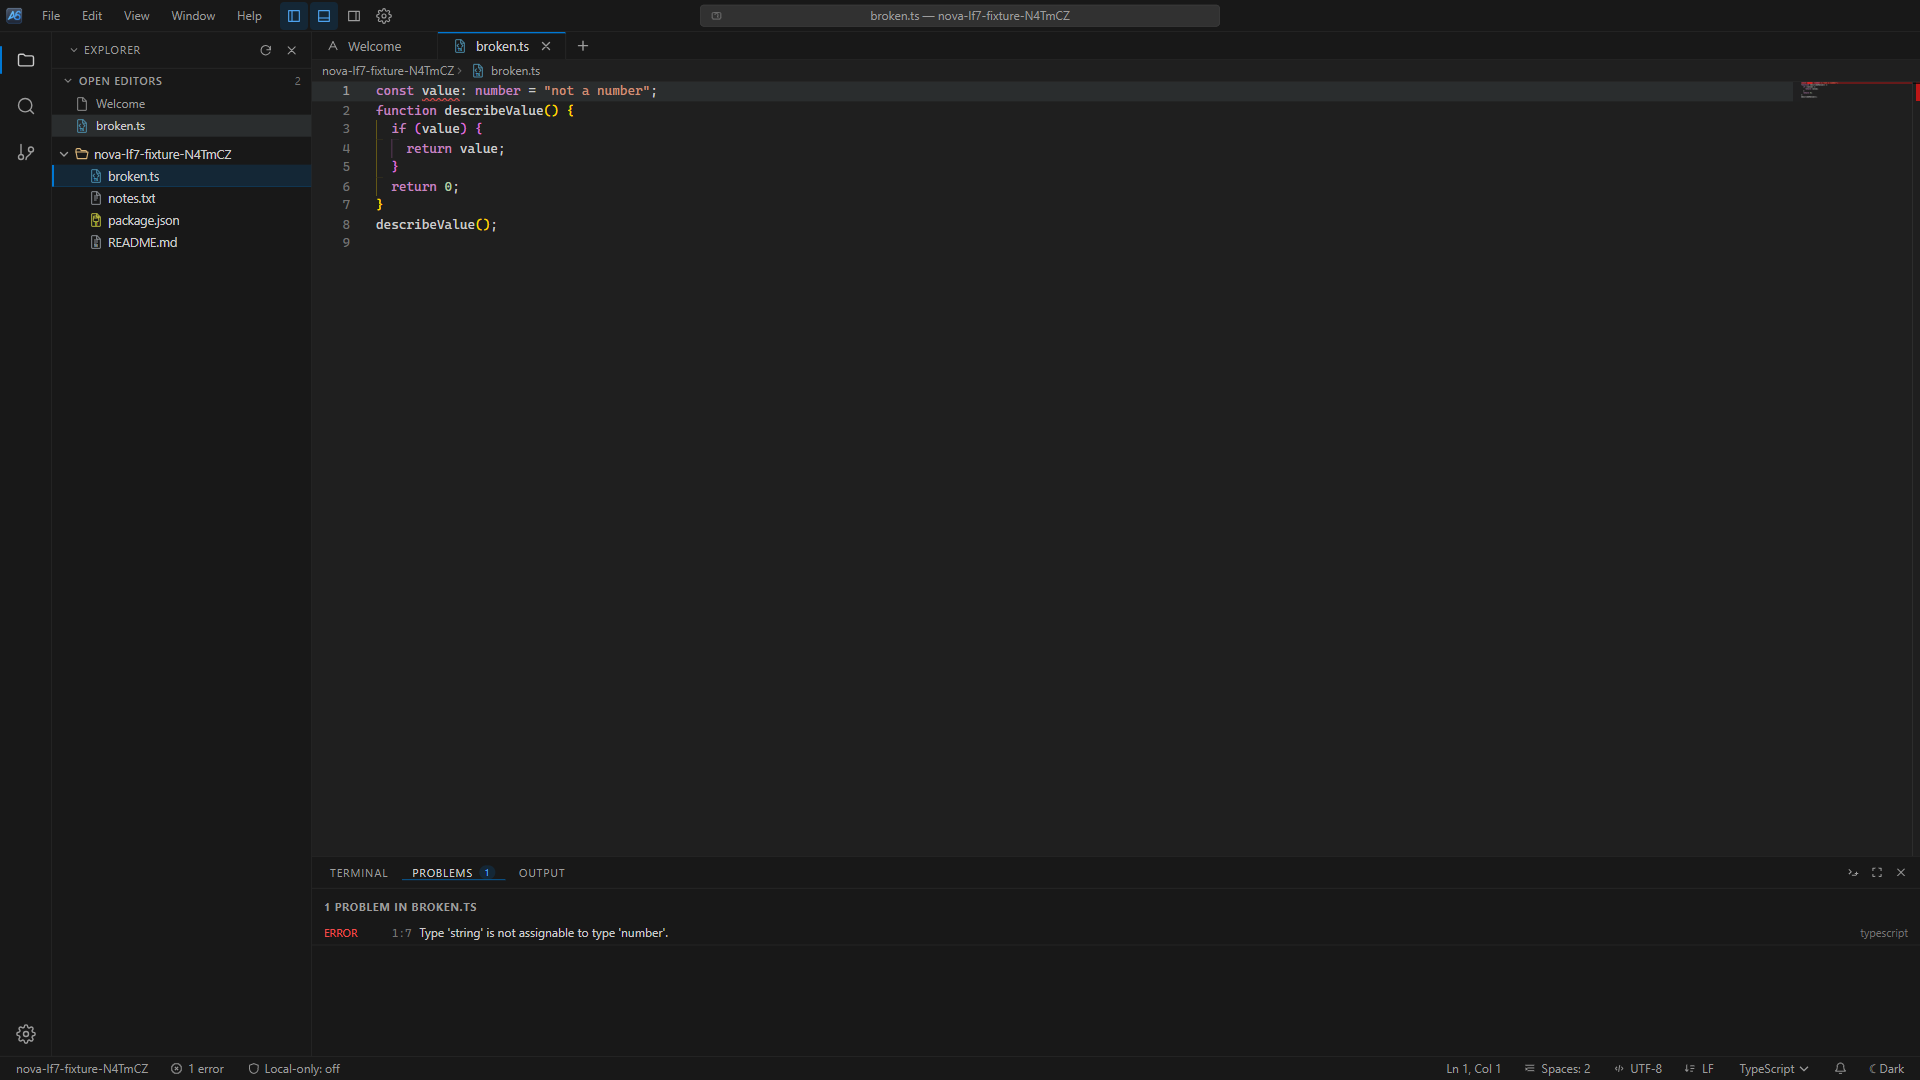 File Edit View Window Help
broken.ts — nova-lf7-fixture-N4TmCZ
EXPLORER
OPEN EDITORS 2
Welcome
broken.ts
nova-lf7-fixture-N4TmCZ
broken.ts
notes.txt
package.json
README.md
Welcome broken.ts
nova-lf7-fixture-N4TmCZ > broken.ts
1 const value: number = "not a number";
2 function describeValue() {
3 if (value) {
4 return value;
5 }
6 return 0;
7 }
8 describeValue();
9
TERMINAL PROBLEMS 1 OUTPUT
1 PROBLEM IN BROKEN.TS
ERROR 1:7 Type 'string' is not assignable to type 'number'. typescript
nova-lf7-fixture-N4TmCZ 1 error Local-only: off Ln 1, Col 1 Spaces: 2 UTF-8 LF TypeScript Dark